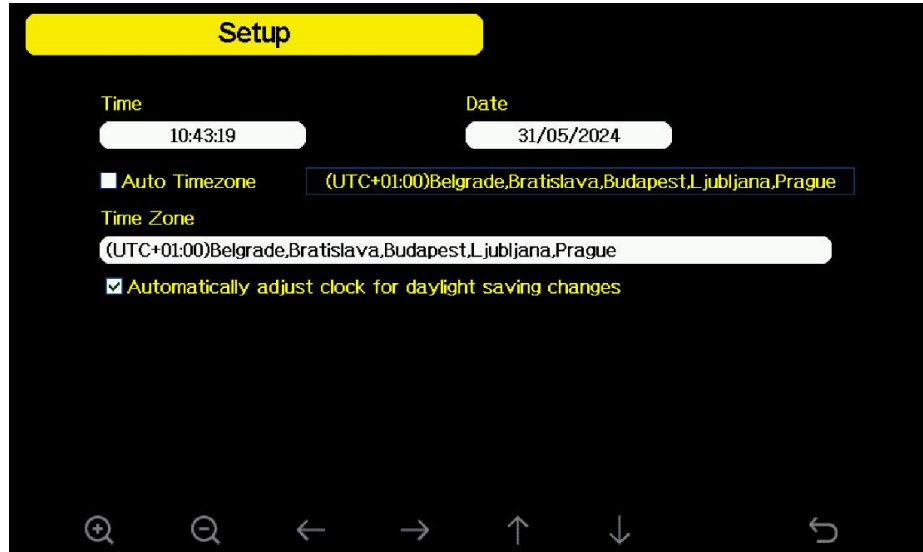 Setup
Time
Date
10:43:19
31/05/2024
Auto Timezone
(UTC+01:00)Belgrade,Bratislava,Budapest,Ljubljana,Prague
Time Zone
(UTC+01:00)Belgrade,Bratislava,Budapest,Ljubljana,Prague
Automatically adjust clock for daylight saving changes